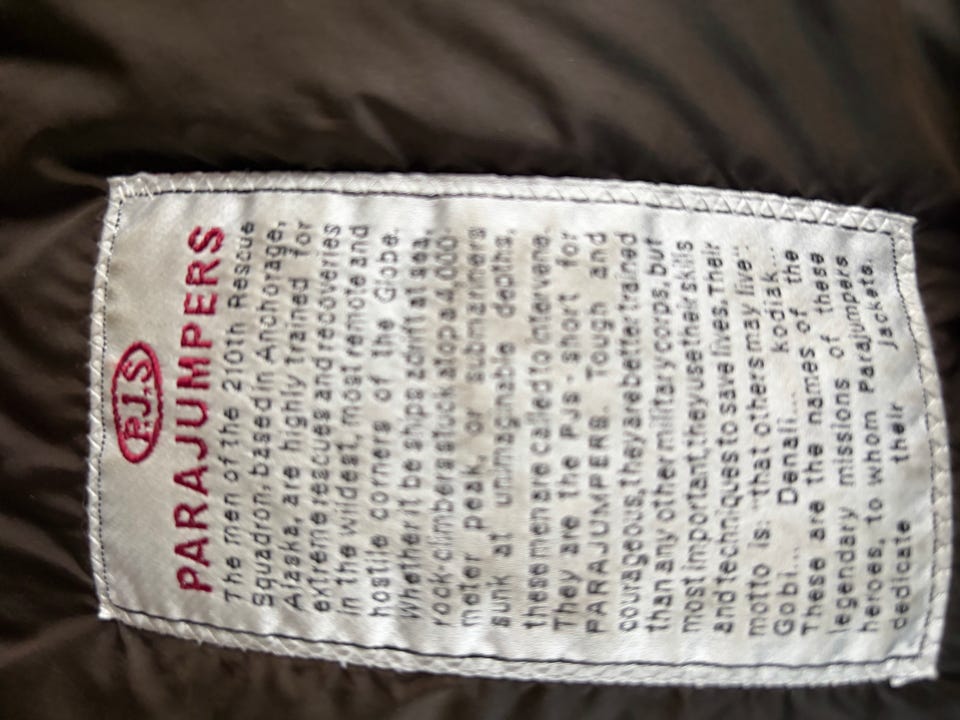 P.J.S
PARAJUMPERS
The men of the 210th Rescue
Squadron, based in Anchorage,
Alaska, are highly trained for
extreme rescues and recoveries
in the wildest, most remote and
hostile corners of the Globe.
Whether it be ships adrift at sea,
rock-climbers stuck atop a 4,000
meter peak, or submariners
sunk at unimaginable depths,
these men are called to intervene.
They are the PJs - short for
PARAJUMPERS. Tough and
courageous, they are better trained
than any other military corps, but
most important, they use their skills
and techniques to save lives. Their
motto is: "that others may live".
Gobi... Denali... kodiak...
These are the names of the
legendary missions of these
heroes, to whom Parajumpers
dedicate their Jackets.